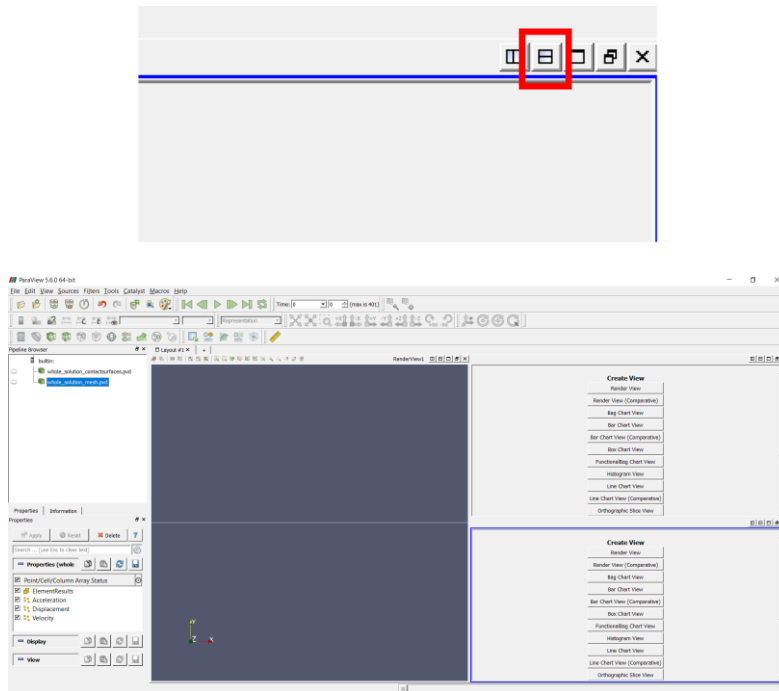 ParaView 5.6.0 64-bit
File Edit View Sources Filters Tools Catalyst Macros Help
Time: 0 0 (max is 401)
Representation
Pipeline Browser
builtin:
whole_solution_contactsurfaces.pvd
whole_solution_mesh.pvd
Layout #1
RenderView1
Create View
Render View
Render View (Comparative)
Bag Chart View
Bar Chart View
Bar Chart View (Comparative)
Box Chart View
FunctionalBag Chart View
Histogram View
Line Chart View
Line Chart View (Comparative)
Orthographic Slice View
Properties Information
Properties
Apply Reset Delete ?
Search ... (use Esc to clear text)
Properties (whole
Point/Cell/Column Array Status
ElementResults
Acceleration
Displacement
Velocity
Display
View
Y
Z X
Create View
Render View
Render View (Comparative)
Bag Chart View
Bar Chart View
Bar Chart View (Comparative)
Box Chart View
FunctionalBag Chart View
Histogram View
Line Chart View
Line Chart View (Comparative)
Orthographic Slice View